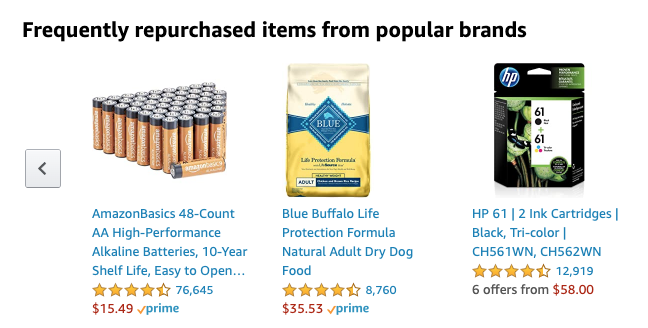 Frequently repurchased items from popular brands
amazonbasics
BLUE
Life Protection Formula
HEALTHY WEIGHT
ADULT
hp
61
+
61
AmazonBasics 48-Count
AA High-Performance
Alkaline Batteries, 10-Year
Shelf Life, Easy to Open...
76,645
$15.49 prime
Blue Buffalo Life
Protection Formula
Natural Adult Dry Dog
Food
8,760
$35.53 prime
HP 61 | 2 Ink Cartridges |
Black, Tri-color |
CH561WN, CH562WN
12,919
6 offers from $58.00